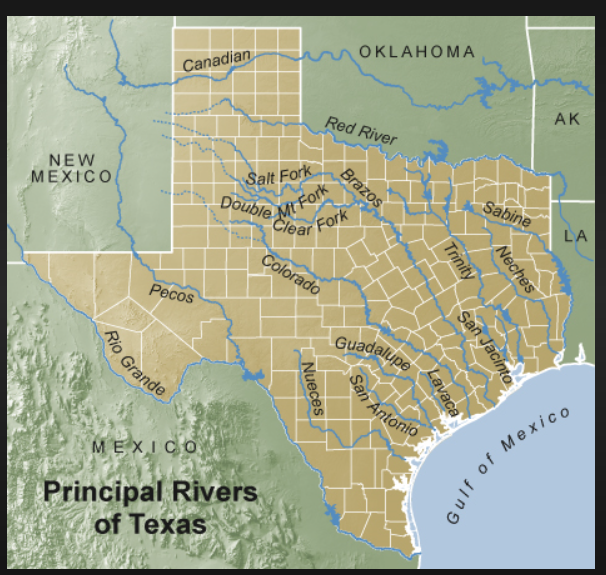 OKLAHOMA
Canadian
AK
Red River
NEW
MEXICO
Salt Fork
Brazos
Double Mt Fork
Clear Fork
Sabine
LA
Trinity
Neches
Colorado
Pecos
San Jacinto
Rio Grande
Guadalupe
Nueces
San Antonio
Lavaca
Gulf of Mexico
MEXICO
Principal Rivers
of Texas